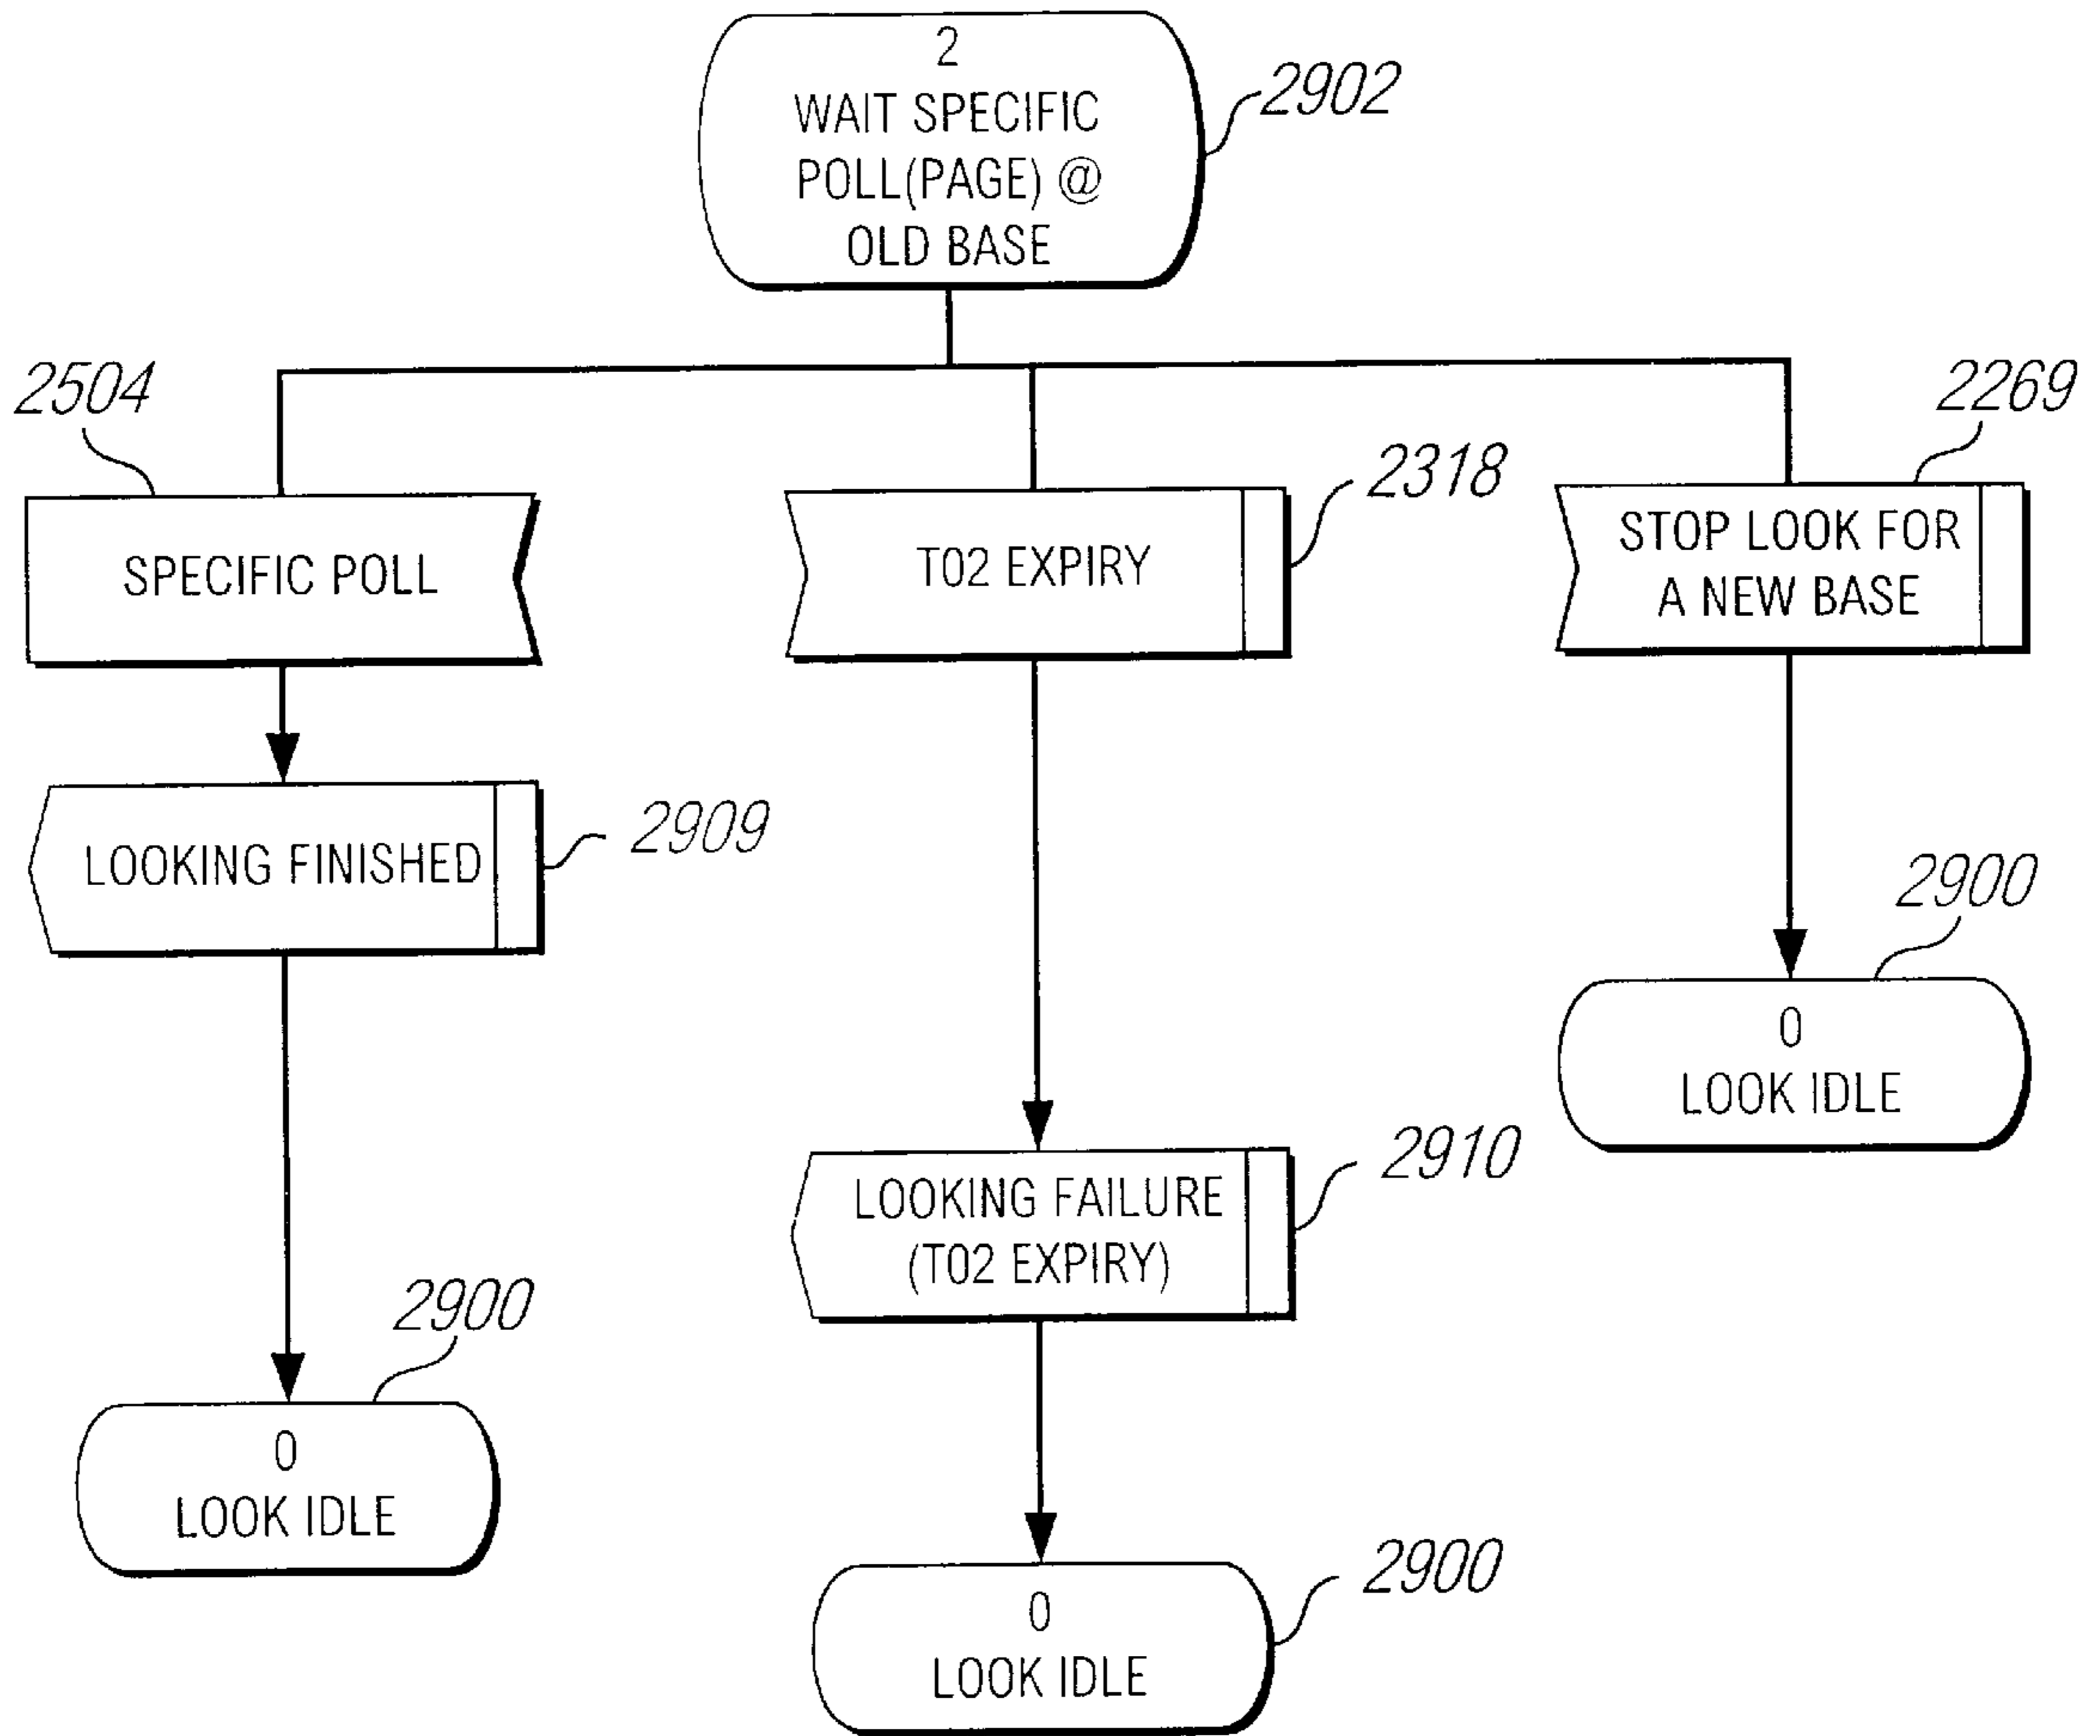 2
WAIT SPECIFIC
POLL(PAGE) @
OLD BASE
2902
2504
2318
2269
SPECIFIC POLL
T02 EXPIRY
STOP LOOK FOR
A NEW BASE
LOOKING FINISHED
2909
2900
0
LOOK IDLE
LOOKING FAILURE
(T02 EXPIRY)
2910
2900
0
LOOK IDLE
2900
0
LOOK IDLE